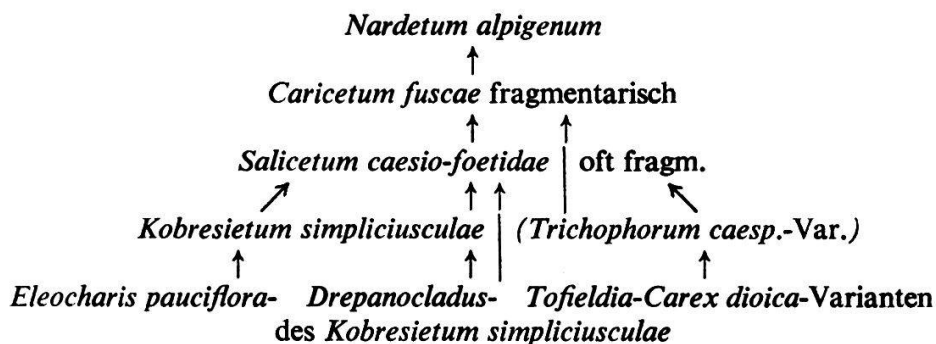 Nardetum alpigenum
Caricetum fuscae fragmentarisch
Salicetum caesio-foetidae oft fragm.
Kobresietum simpliciusculae (Trichophorum caesp.-Var.)
Eleocharis pauciflora- Drepanocladus- Tofieldia-Carex dioica-Varianten
des Kobresietum simpliciusculae